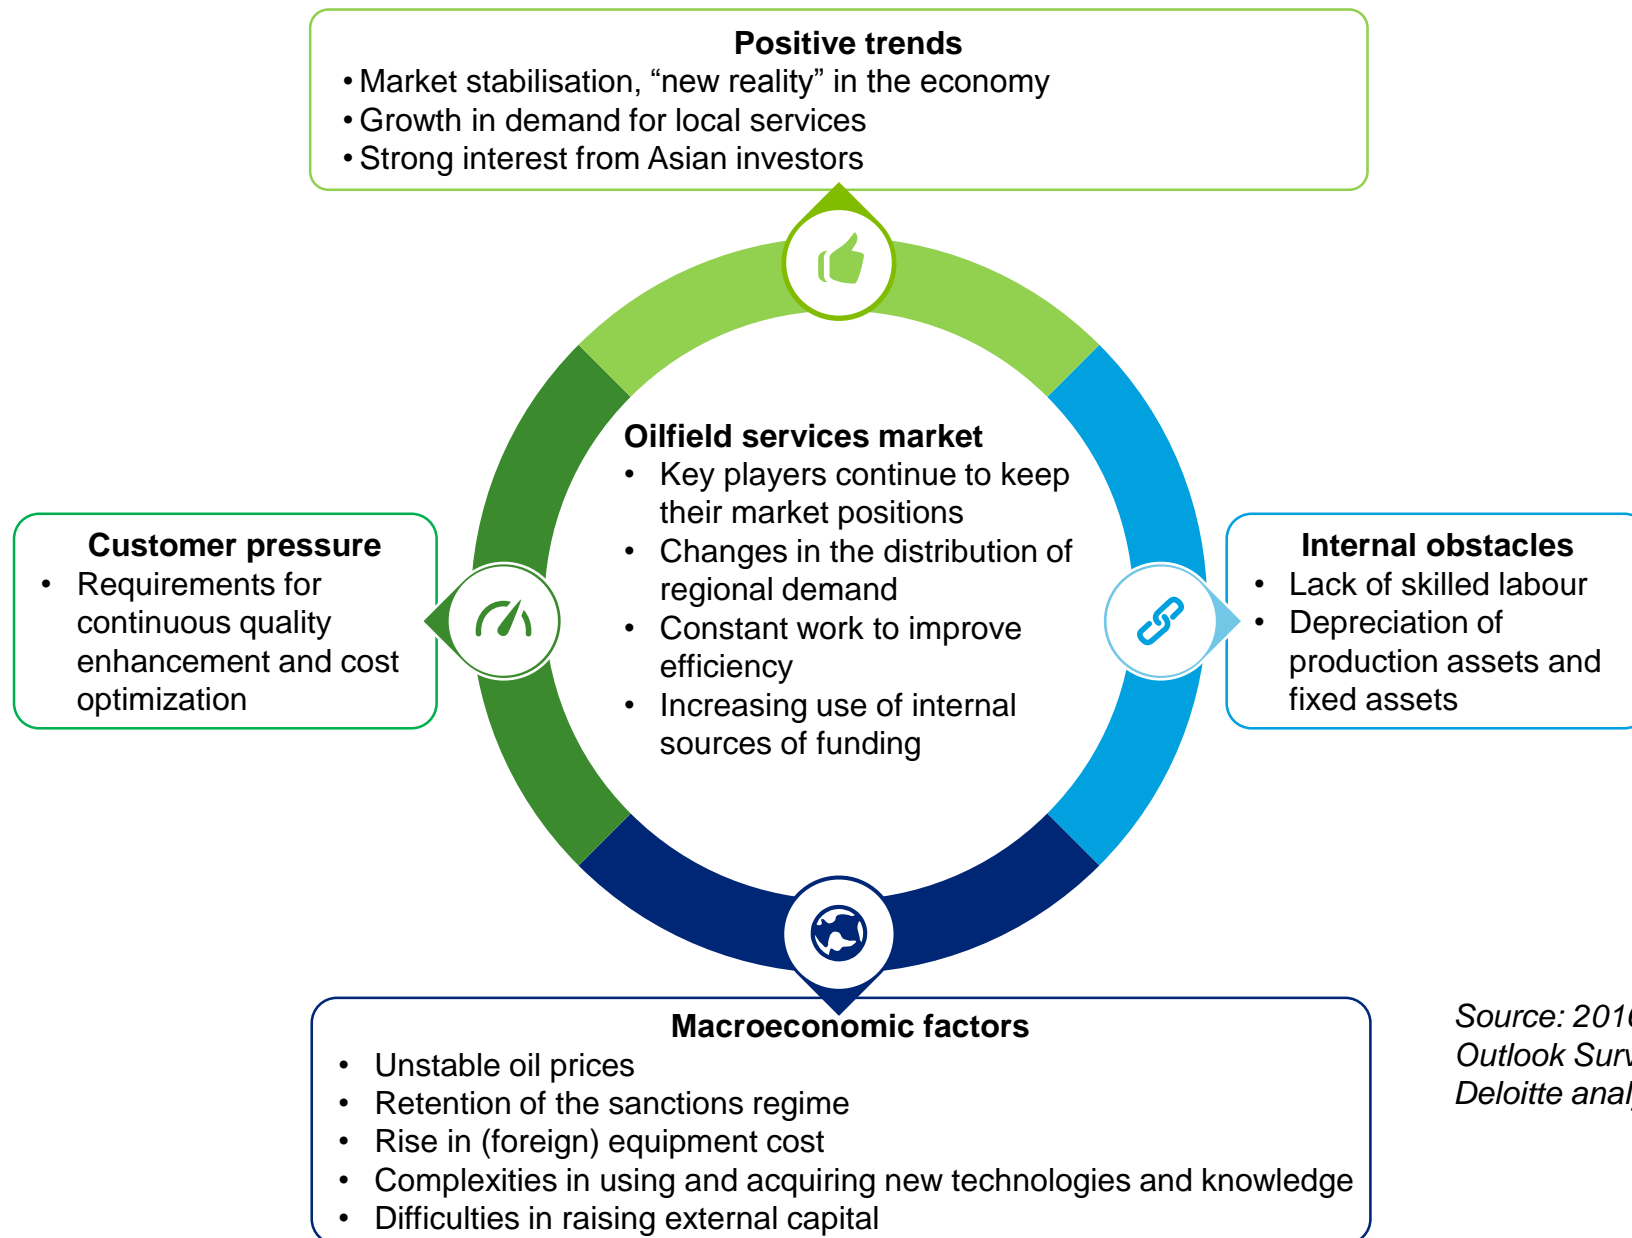 Positive trends
• Market stabilisation, “new reality” in the economy
• Growth in demand for local services
• Strong interest from Asian investors
Oilfield services market
• Key players continue to keep
their market positions
• Changes in the distribution of
regional demand
• Constant work to improve
efficiency
• Increasing use of internal
sources of funding
Customer pressure
• Requirements for
continuous quality
enhancement and cost
optimization
Internal obstacles
• Lack of skilled labour
• Depreciation of
production assets and
fixed assets
Macroeconomic factors
• Unstable oil prices
• Retention of the sanctions regime
• Rise in (foreign) equipment cost
• Complexities in using and acquiring new technologies and knowledge
• Difficulties in raising external capital
Source:
Outlook
Deloitte